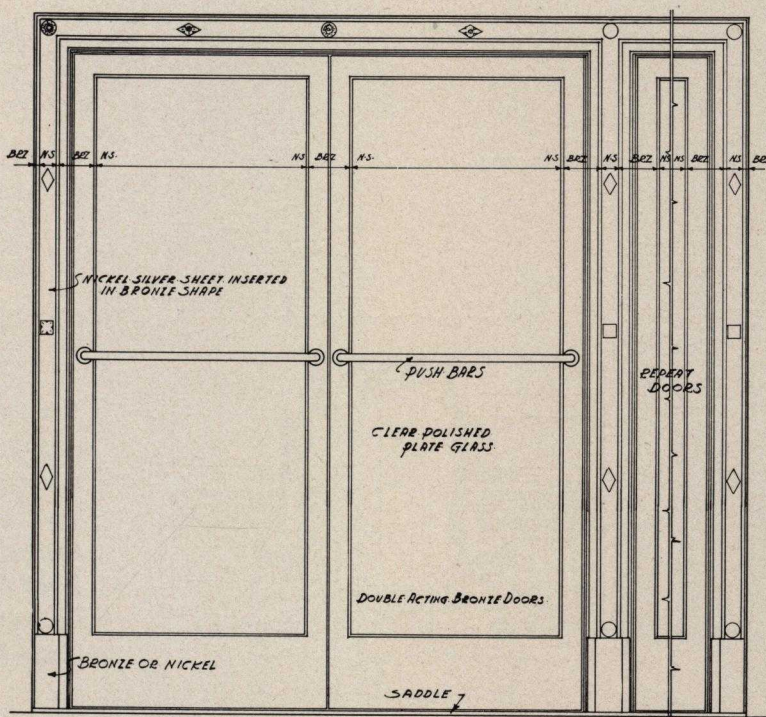 BRZ N.S. BRZ N.S. N.S BRZ N.S. N.S BRZ N.S BRZ N.S N.S BRZ N.S BRZ
NICKEL SILVER SHEET INSERTED
IN BRONZE SHAPE
PUSH BARS
REPEAT
DOORS
CLEAR POLISHED
PLATE GLASS.
DOUBLE ACTING BRONZE DOORS
BRONZE OR NICKEL
SADDLE